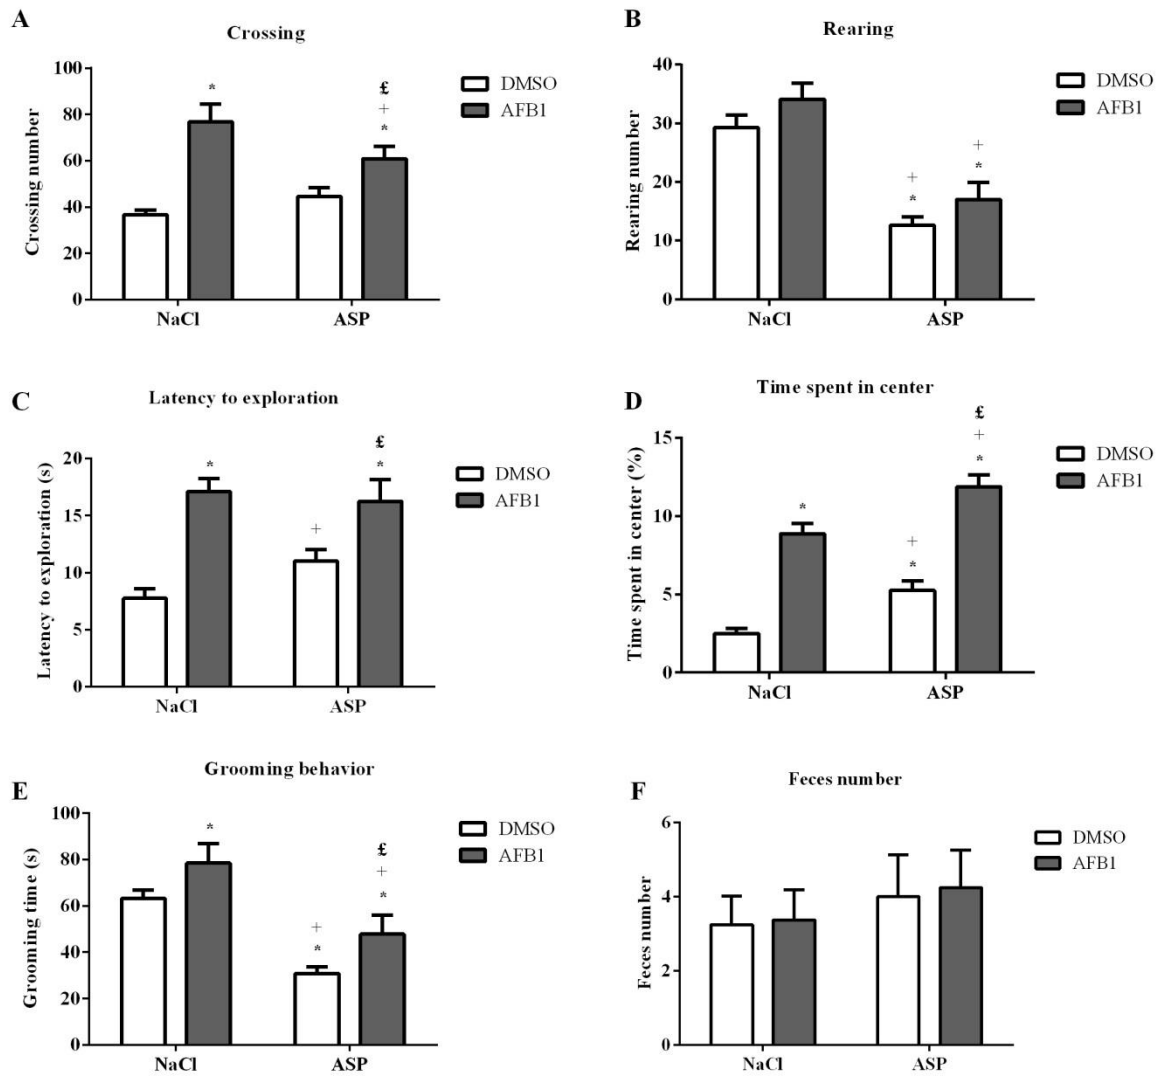 A
Crossing
Crossing number
100
80
60
40
20
0
*
£
+
*
NaCl
ASP
DMSO
AFB1
B
Rearing
Rearing number
40
30
20
10
0
+
*
+
*
NaCl
ASP
DMSO
AFB1
C
Latency to exploration
Latency to exploration (s)
20
15
10
5
0
*
+
£
*
NaCl
ASP
DMSO
AFB1
D
Time spent in center
Time spent in center (%)
15
10
5
0
*
+
*
£
+
*
NaCl
ASP
DMSO
AFB1
E
Grooming behavior
Grooming time (s)
100
80
60
40
20
0
*
+
*
£
+
*
NaCl
ASP
DMSO
AFB1
F
Feces number
Feces number
6
4
2
0
NaCl
ASP
DMSO
AFB1